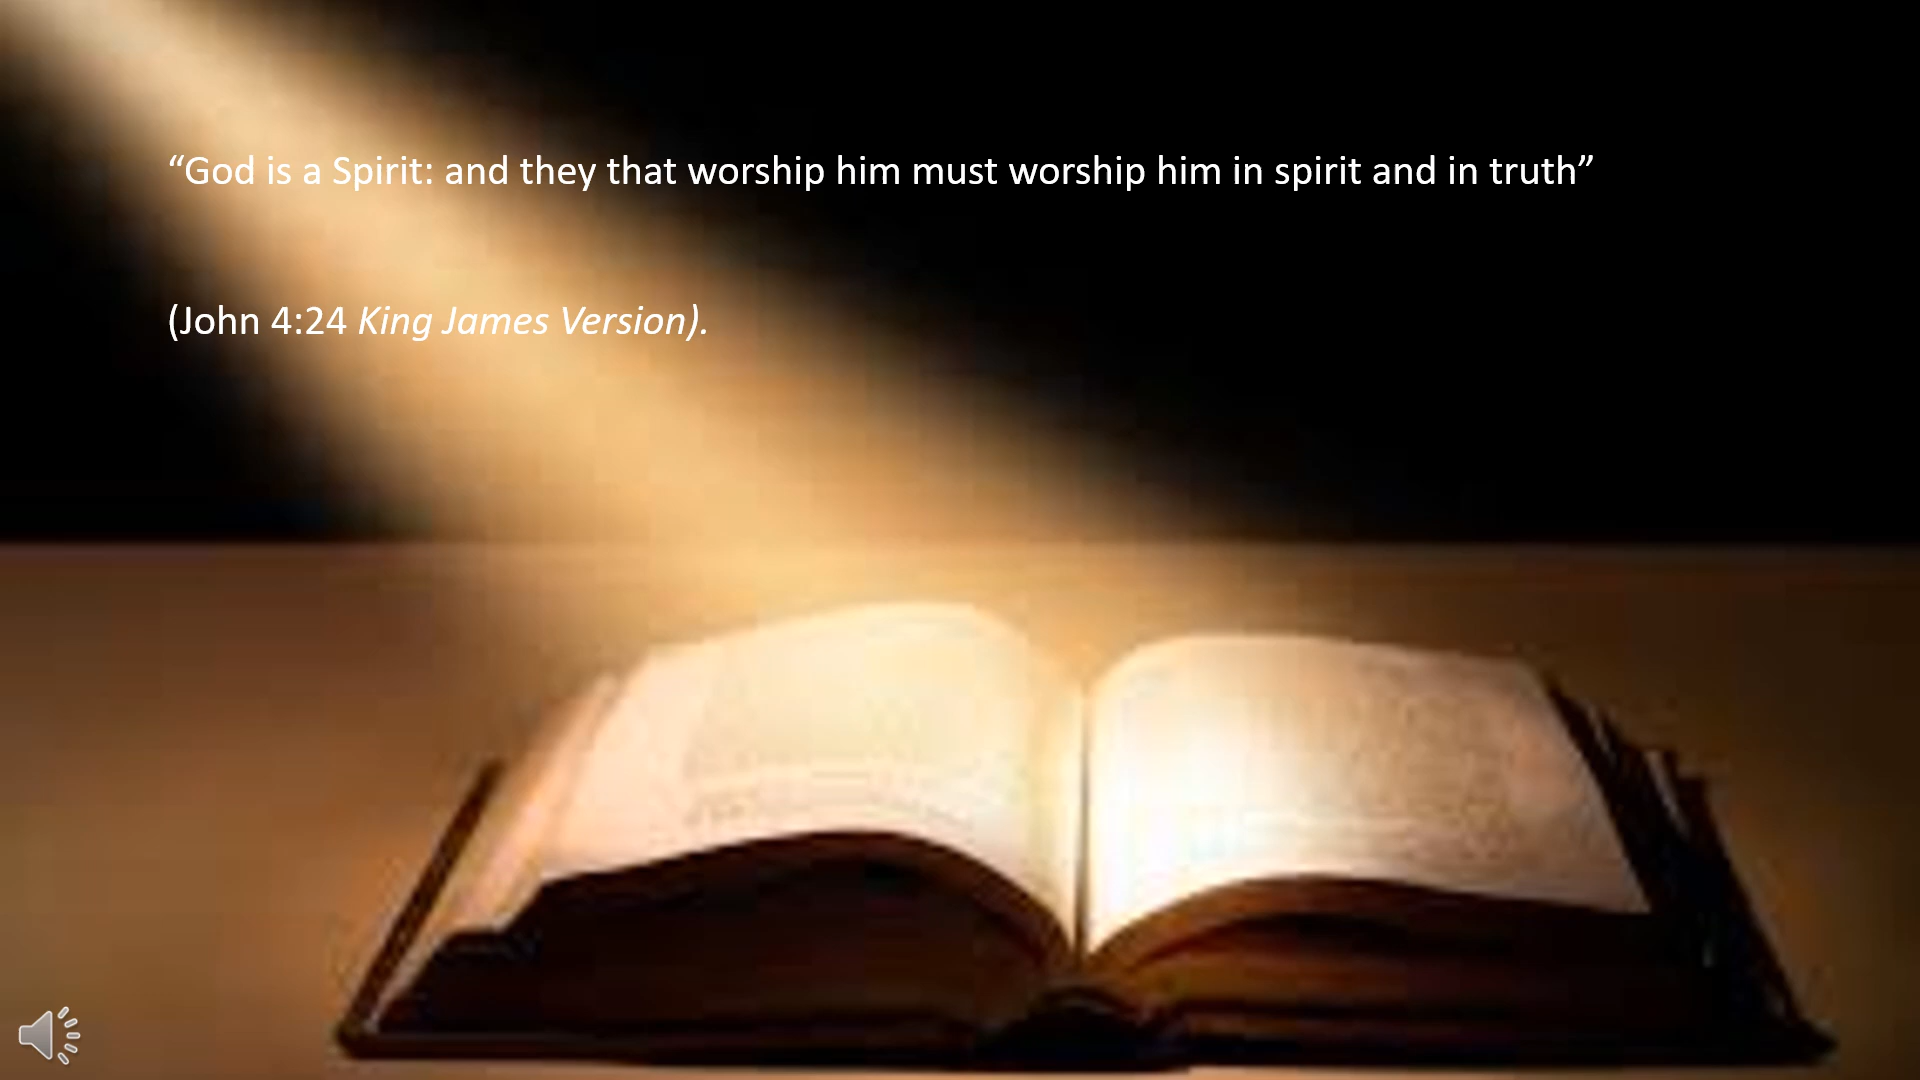 “God is a Spirit: and they that worship him must worship him in spirit and in truth”
(John 4:24 King James Version).